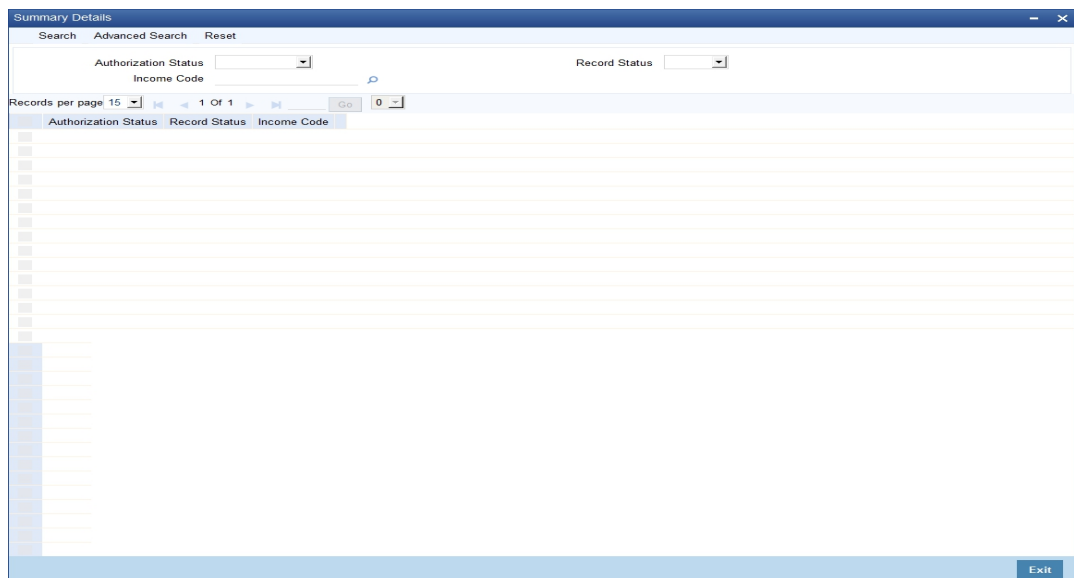 Summary Details
Search Advanced Search Reset
Authorization Status Record Status
Income Code
Records per page 15 1 Of 1 Go 0
Authorization Status Record Status Income Code
Exit